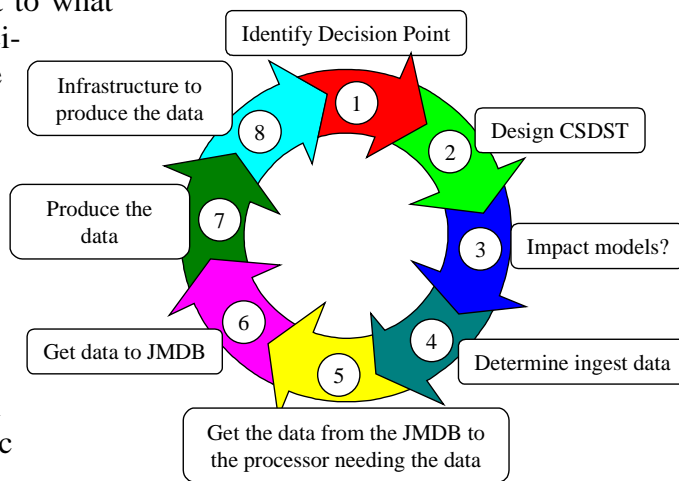 t to what
i-
Identify Decision Point
Infrastructure to
produce the data
1
8
2
Design CSDST
Produce the
data
7
3
Impact models?
6
4
Get data to JMDB
5
Determine ingest data
Get the data from the JMDB to
the processor needing the data
c